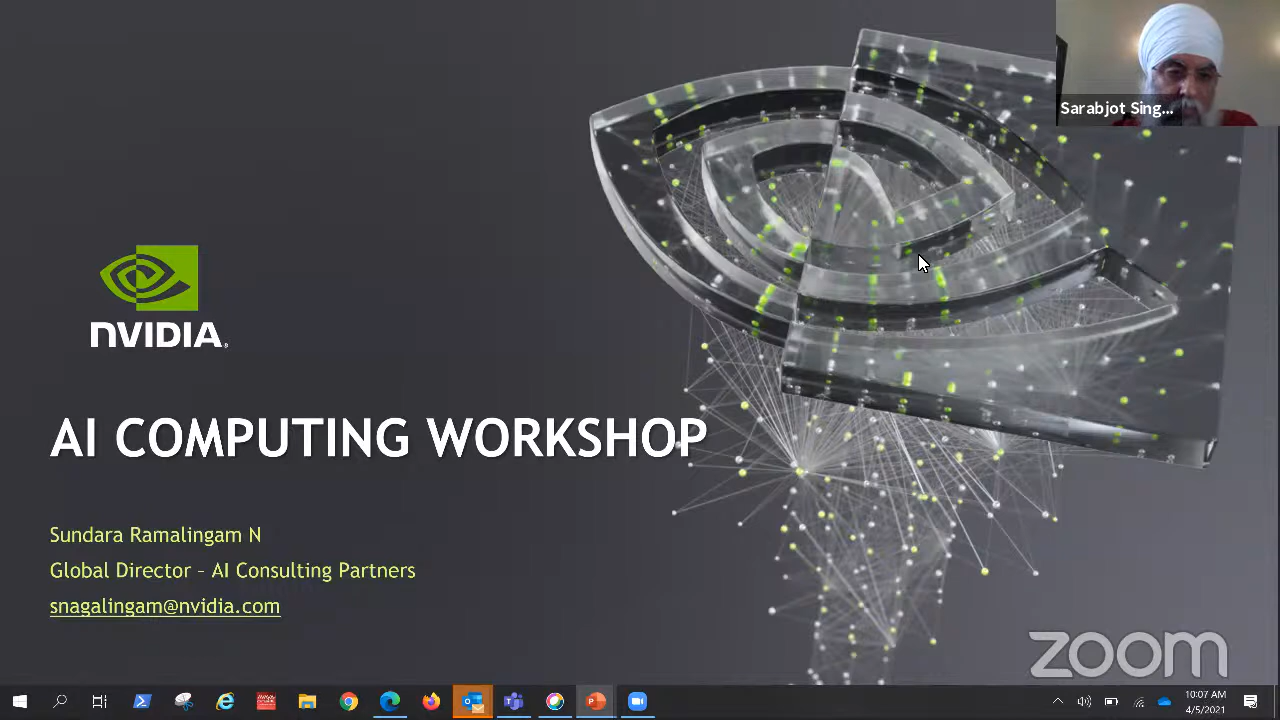 Sarabjot Sing...
NVIDIA.
AI COMPUTING WORKSHOP
Sundara Ramalingam N
Global Director – AI Consulting Partners
snagalingam@nvidia.com
zoom
10:07 AM
4/5/2021